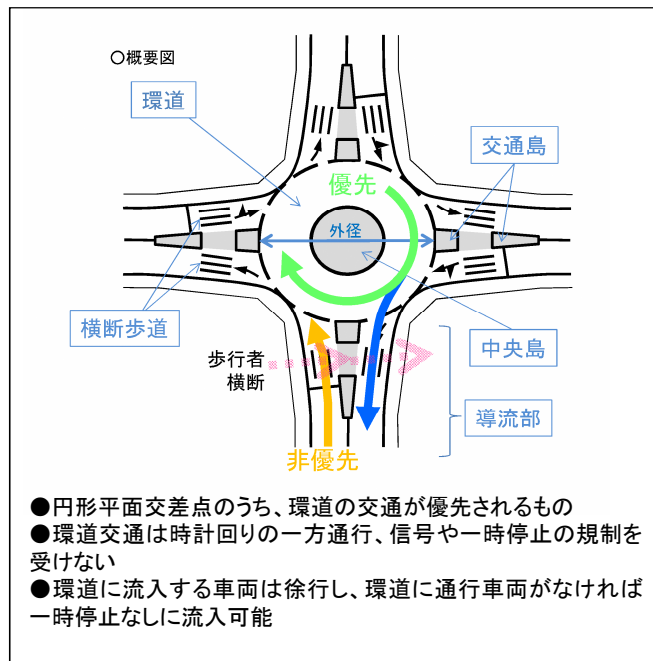 〇概要図
環道
交通島
優先
外径
横断歩道
歩行者
横断
中央島
導流部
非優先
●円形平面交差点のうち、環道の交通が優先されるもの
●環道交通は時計回りの一方通行、信号や一時停止の規制を
受けない
●環道に流入する車両は徐行し、環道に通行車両がなければ
一時停止なしに流入可能